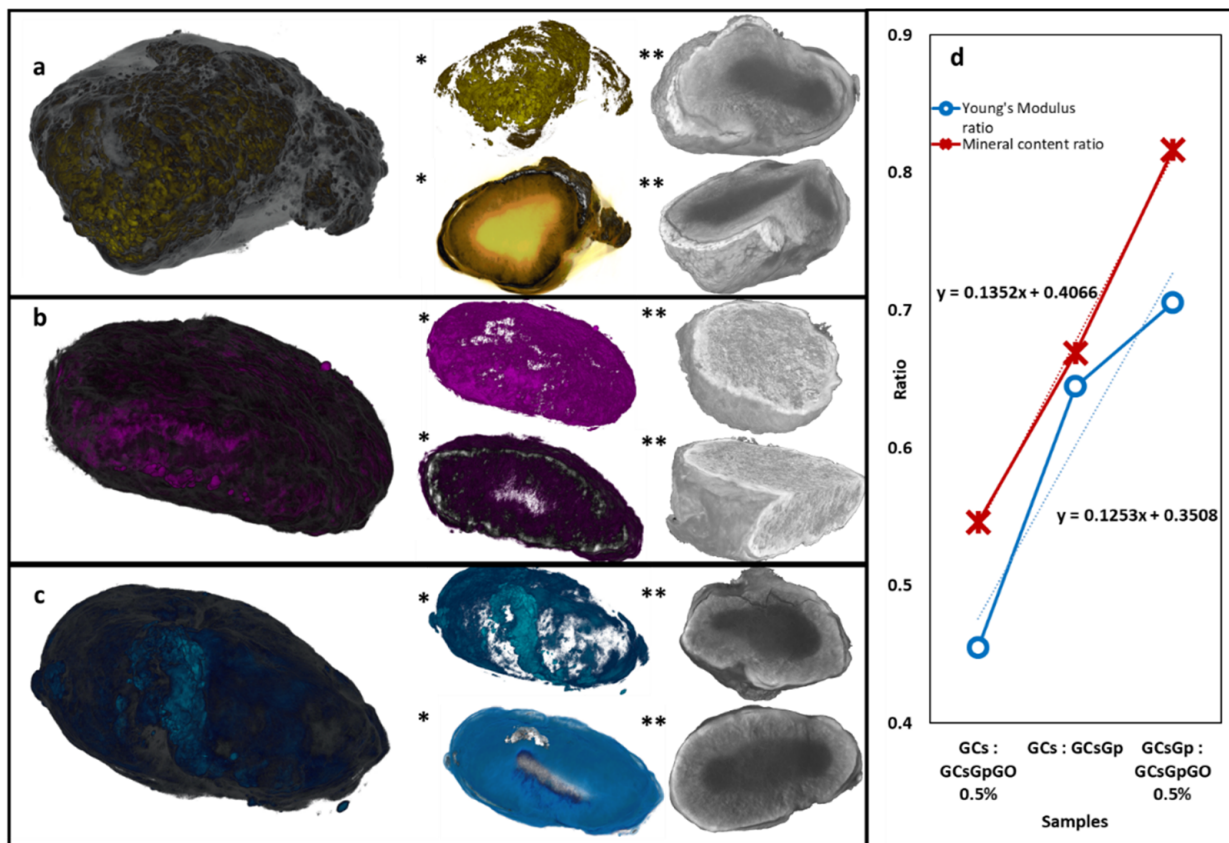 a
*
**
*
**
b
*
**
*
**
c
*
**
*
**
d
0.9
0.8
0.7
0.6
0.5
0.4
Ratio
Young's Modulus
ratio
Mineral content ratio
y = 0.1352x + 0.4066
y = 0.1253x + 0.3508
GCs :
GCsGpGO
0.5%
GCs : GCsGp
GCsGp :
GCsGpGO
0.5%
Samples